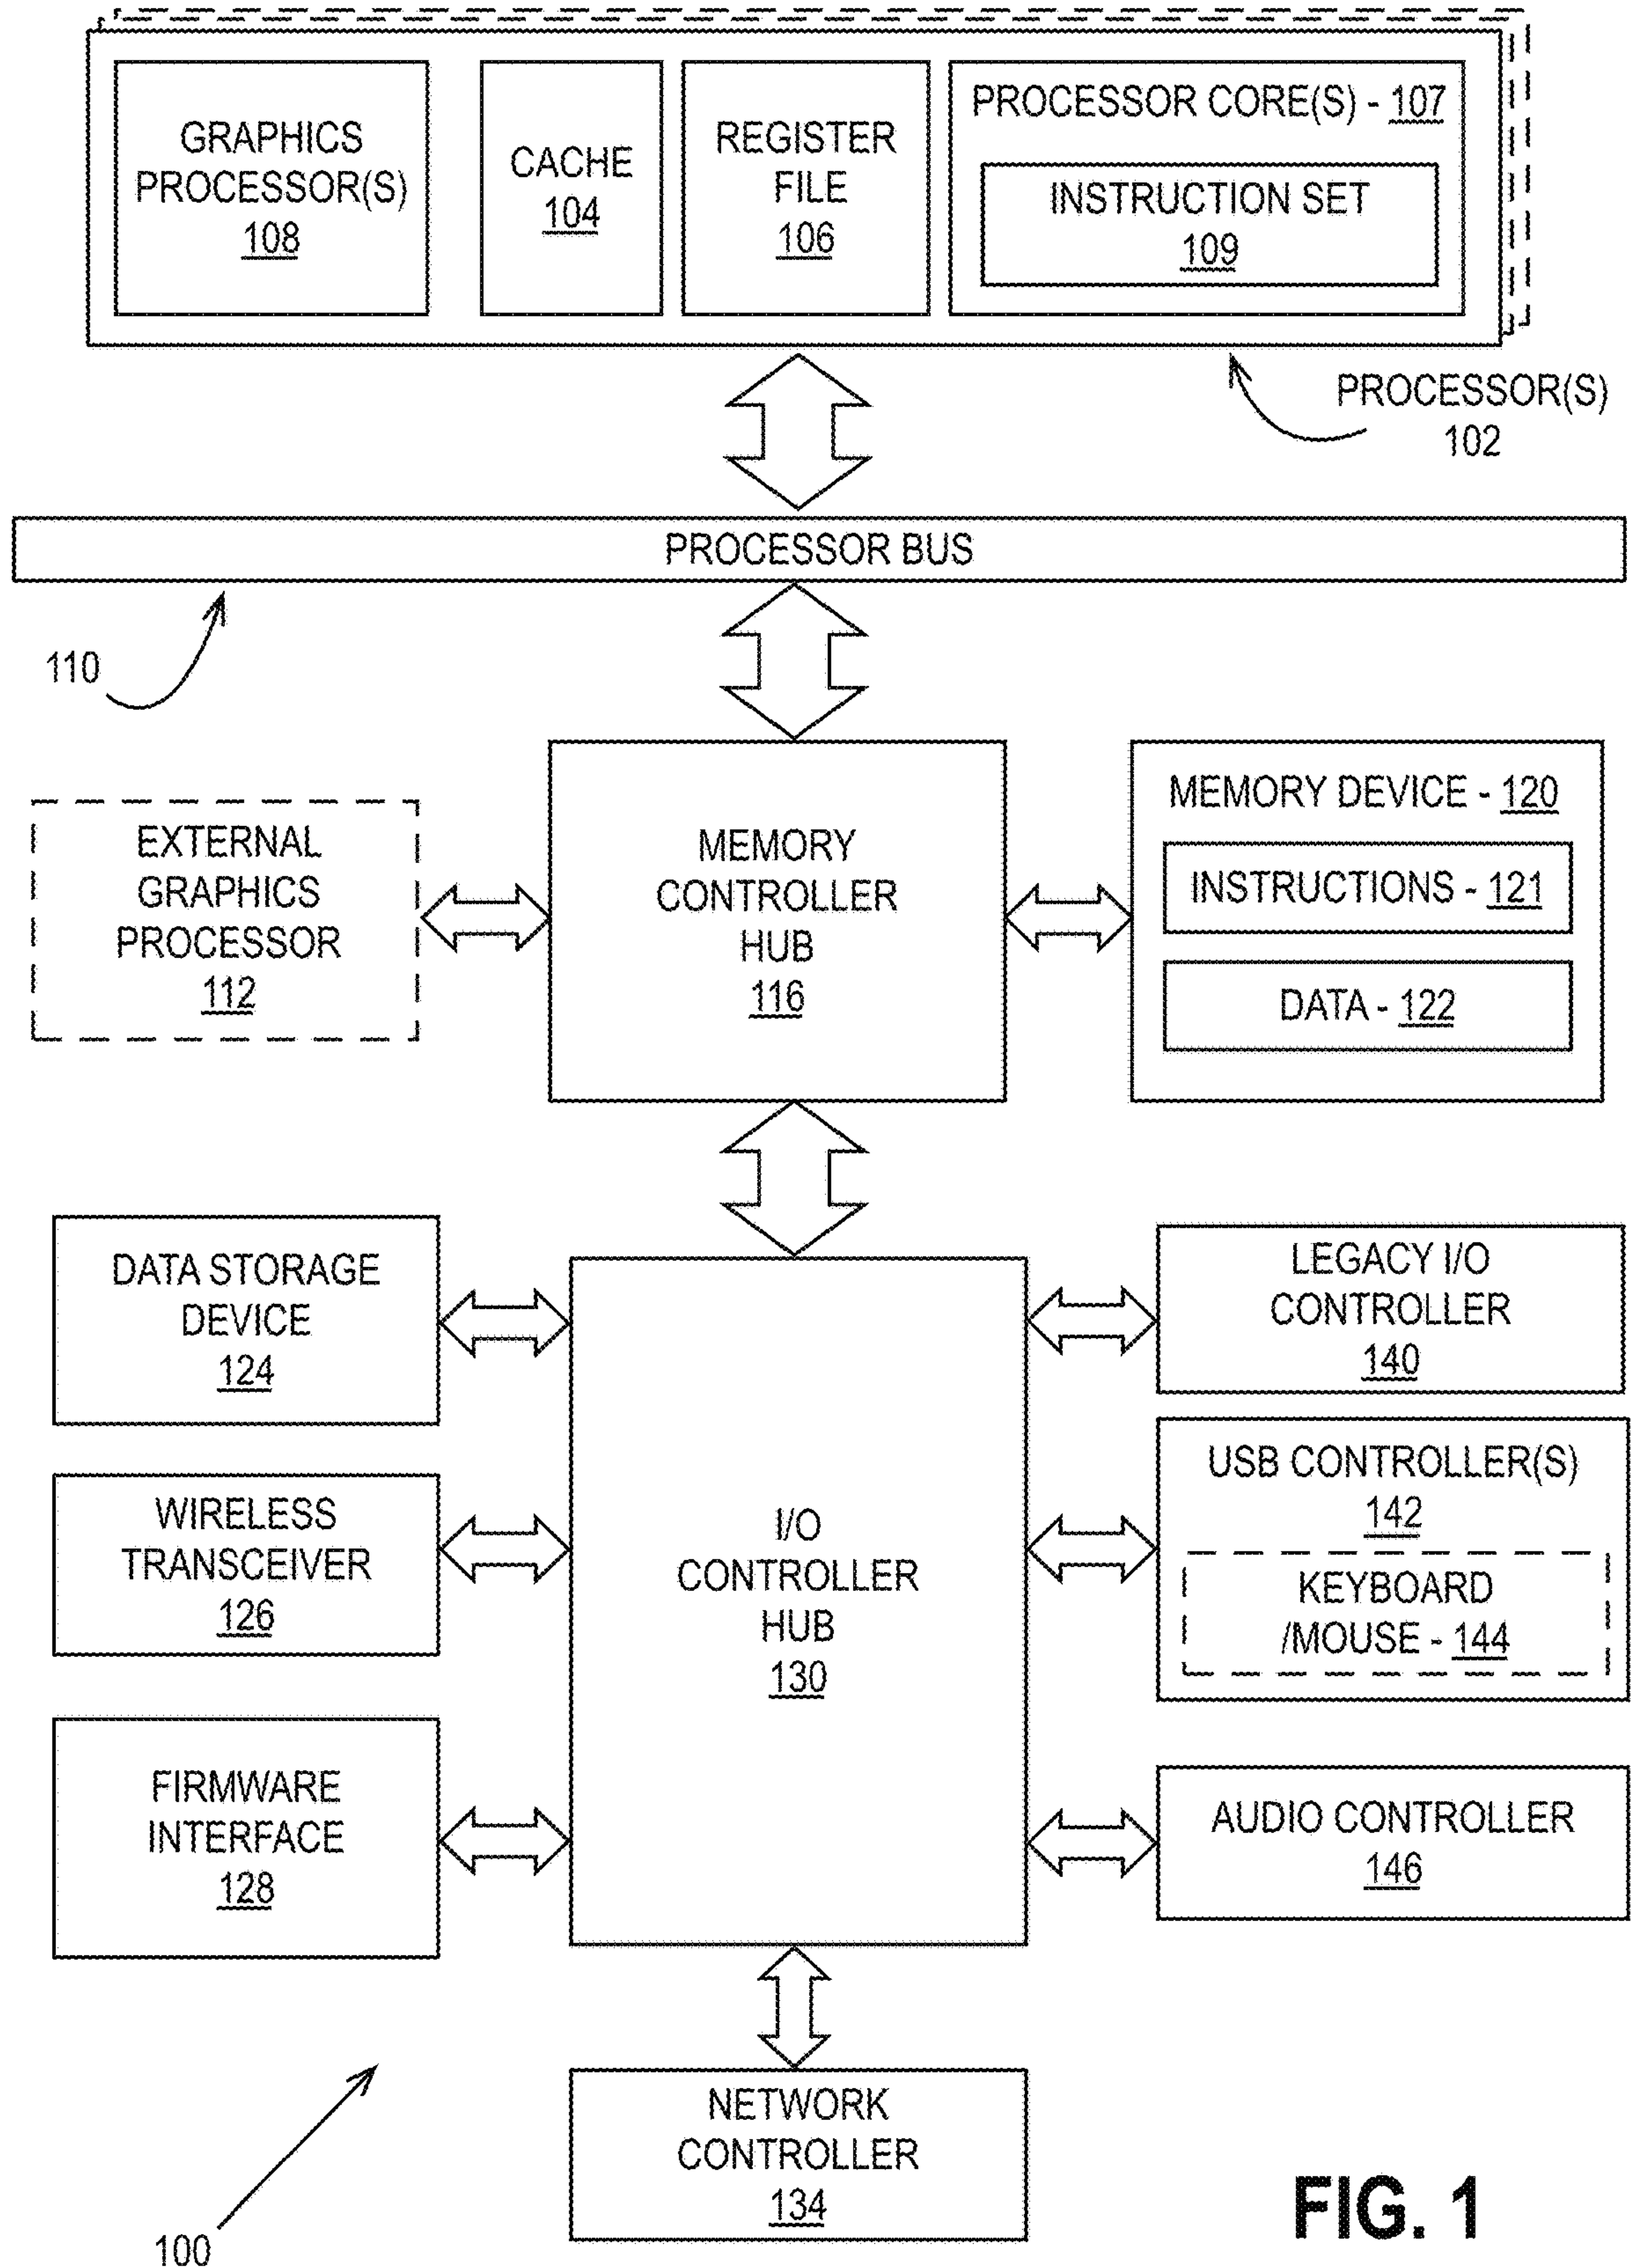 GRAPHICS
PROCESSOR(S)
108
CACHE
104
REGISTER
FILE
106
PROCESSOR CORE(S) - 107
INSTRUCTION SET
109
PROCESSOR(S)
102
PROCESSOR BUS
110
EXTERNAL
GRAPHICS
PROCESSOR
112
MEMORY
CONTROLLER
HUB
116
MEMORY DEVICE - 120
INSTRUCTIONS - 121
DATA - 122
DATA STORAGE
DEVICE
124
WIRELESS
TRANSCEIVER
126
FIRMWARE
INTERFACE
128
I/O
CONTROLLER
HUB
130
LEGACY I/O
CONTROLLER
140
USB CONTROLLER(S)
142
KEYBOARD
/MOUSE - 144
AUDIO CONTROLLER
146
NETWORK
CONTROLLER
134
100
FIG. 1